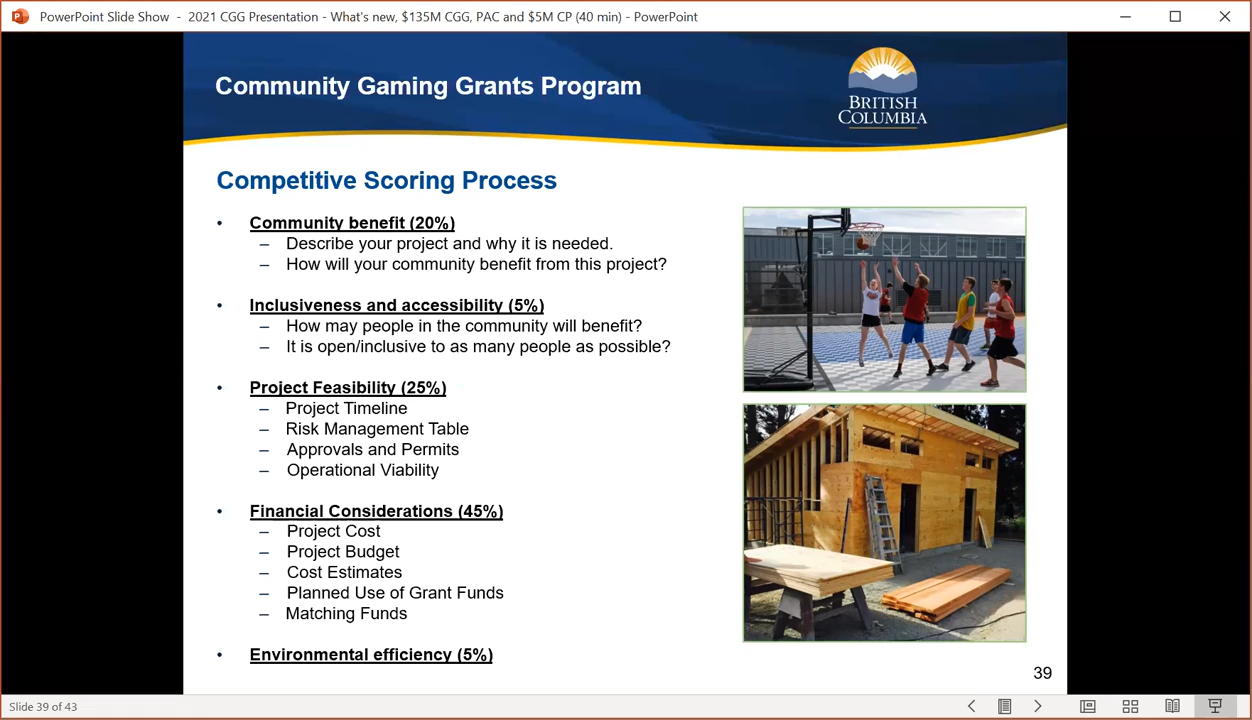 PowerPoint Slide Show - 2021 CGG Presentation - What's new, $135M CGG, PAC and $5M CP (40 min) - PowerPoint
Community Gaming Grants Program
BRITISH
COLUMBIA
Competitive Scoring Process
• Community benefit (20%)
– Describe your project and why it is needed.
– How will your community benefit from this project?
• Inclusiveness and accessibility (5%)
– How may people in the community will benefit?
– It is open/inclusive to as many people as possible?
• Project Feasibility (25%)
– Project Timeline
– Risk Management Table
– Approvals and Permits
– Operational Viability
• Financial Considerations (45%)
– Project Cost
– Project Budget
– Cost Estimates
– Planned Use of Grant Funds
– Matching Funds
• Environmental efficiency (5%)
39
Slide 39 of 43